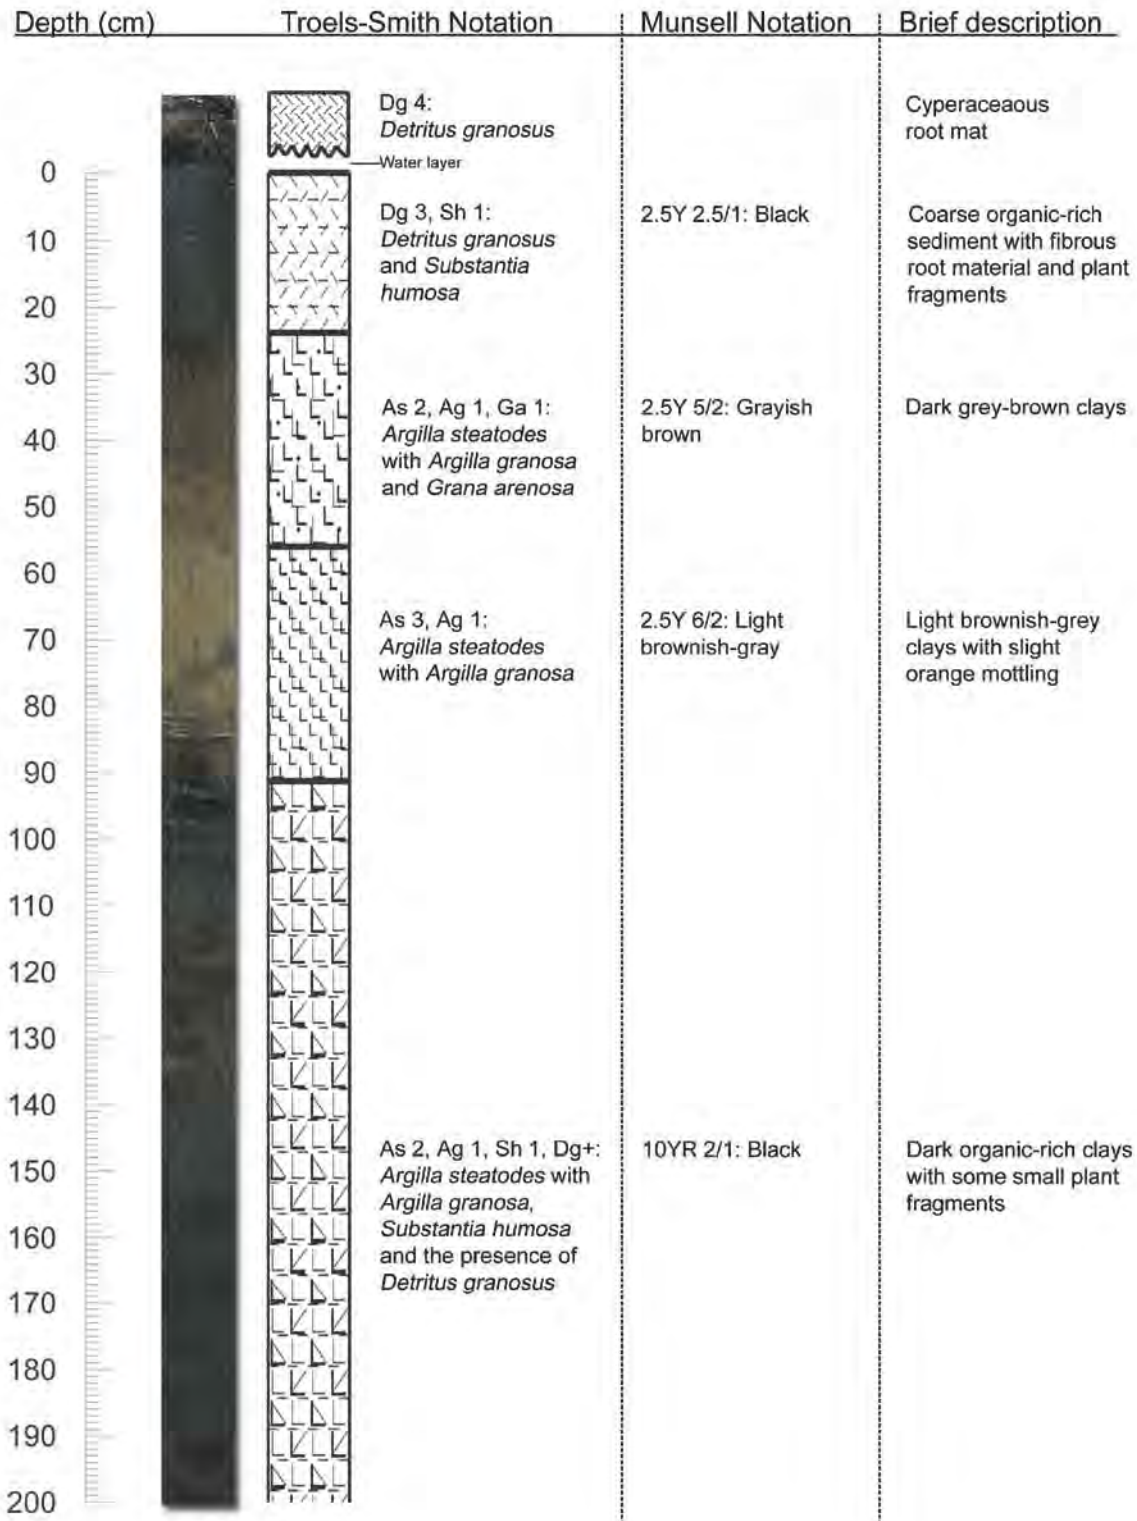 Depth (cm) Troels-Smith Notation Munsell Notation Brief description
Dg 4:
Detritus granosus
Cyperaceaous
root mat
Water layer
0
Dg 3, Sh 1:
Detritus granosus
and Substantia
humosa
2.5Y 2.5/1: Black
Coarse organic-rich
sediment with fibrous
root material and plant
fragments
10
20
30
As 2, Ag 1, Ga 1:
Argilla steatodes
with Argilla granosa
and Grana arenosa
2.5Y 5/2: Grayish
brown
Dark grey-brown clays
40
50
60
As 3, Ag 1:
Argilla steatodes
with Argilla granosa
2.5Y 6/2: Light
brownish-gray
Light brownish-grey
clays with slight
orange mottling
70
80
90
100
110
120
130
140
As 2, Ag 1, Sh 1, Dg+:
Argilla steatodes with
Argilla granosa,
Substantia humosa
and the presence of
Detritus granosus
10YR 2/1: Black
Dark organic-rich clays
with some small plant
fragments
150
160
170
180
190
200